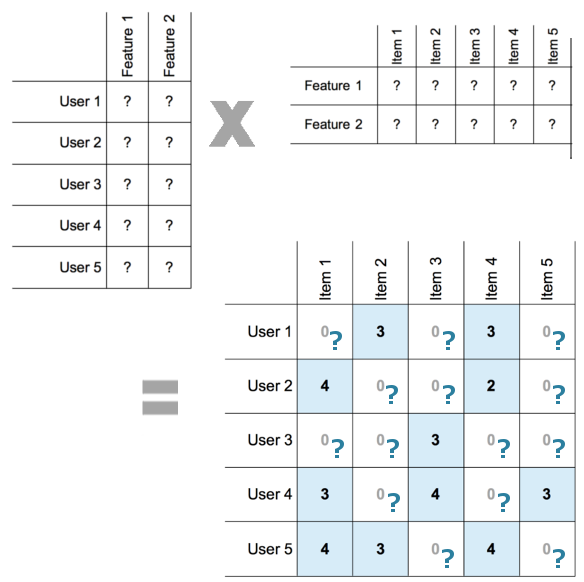 Feature 1 Feature 2
User 1 ? ?
User 2 ? ?
User 3 ? ?
User 4 ? ?
User 5 ? ?
X
Item 1 Item 2 Item 3 Item 4 Item 5
Feature 1 ? ? ? ? ?
Feature 2 ? ? ? ? ?
=
Item 1 Item 2 Item 3 Item 4 Item 5
User 1 0? 3 0? 3 0?
User 2 4 0? 0? 2 0?
User 3 0? 0? 3 0? 0?
User 4 3 0? 4 0? 3
User 5 4 3 0? 4 0?